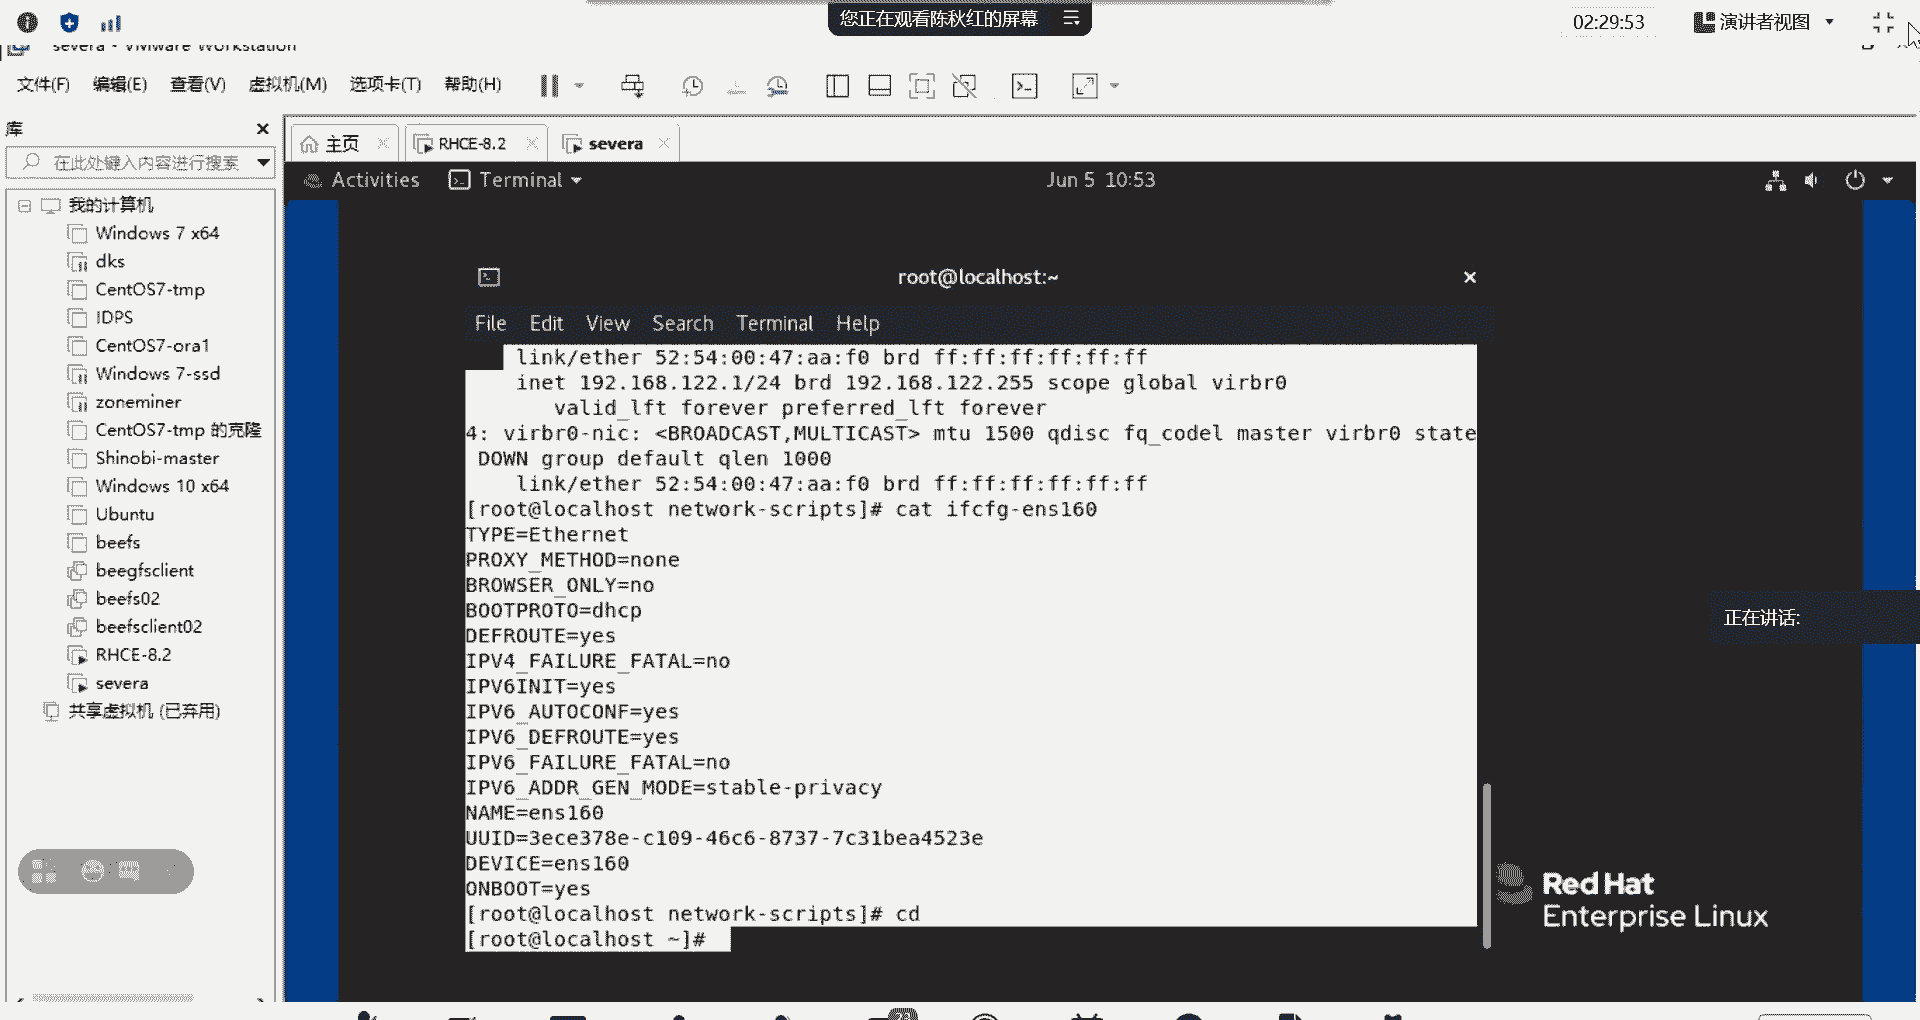 您正在观看陈秋红的屏幕
02:29:53
演讲者视图
severa - VMware Workstation
文件(F) 编辑(E) 查看(V) 虚拟机(M) 选项卡(T) 帮助(H)
库
在此处键入内容进行搜索
我的计算机
Windows 7 x64
dks
CentOS7-tmp
IDPS
CentOS7-ora1
Windows 7-ssd
zoneminer
CentOS7-tmp 的克隆
Shinobi-master
Windows 10 x64
Ubuntu
beefs
beegfsclient
beefs02
beefsclient02
RHCE-8.2
severa
共享虚拟机 (已弃用)
主页 RHCE-8.2 severa
Activities Terminal Jun 5 10:53
root@localhost:~
File Edit View Search Terminal Help
link/ether 52:54:00:47:aa:f0 brd ff:ff:ff:ff:ff:ff
inet 192.168.122.1/24 brd 192.168.122.255 scope global virbr0
valid_lft forever preferred_lft forever
4: virbr0-nic: <BROADCAST,MULTICAST> mtu 1500 qdisc fq_codel master virbr0 state
DOWN group default qlen 1000
link/ether 52:54:00:47:aa:f0 brd ff:ff:ff:ff:ff:ff
[root@localhost network-scripts]# cat ifcfg-ens160
TYPE=Ethernet
PROXY_METHOD=none
BROWSER_ONLY=no
BOOTPROTO=dhcp
DEFROUTE=yes
IPV4_FAILURE_FATAL=no
IPV6INIT=yes
IPV6_AUTOCONF=yes
IPV6_DEFROUTE=yes
IPV6_FAILURE_FATAL=no
IPV6_ADDR_GEN_MODE=stable-privacy
NAME=ens160
UUID=3ece378e-c109-46c6-8737-7c31bea4523e
DEVICE=ens160
ONBOOT=yes
[root@localhost network-scripts]# cd
[root@localhost ~]#
正在讲话:
Red Hat
Enterprise Linux